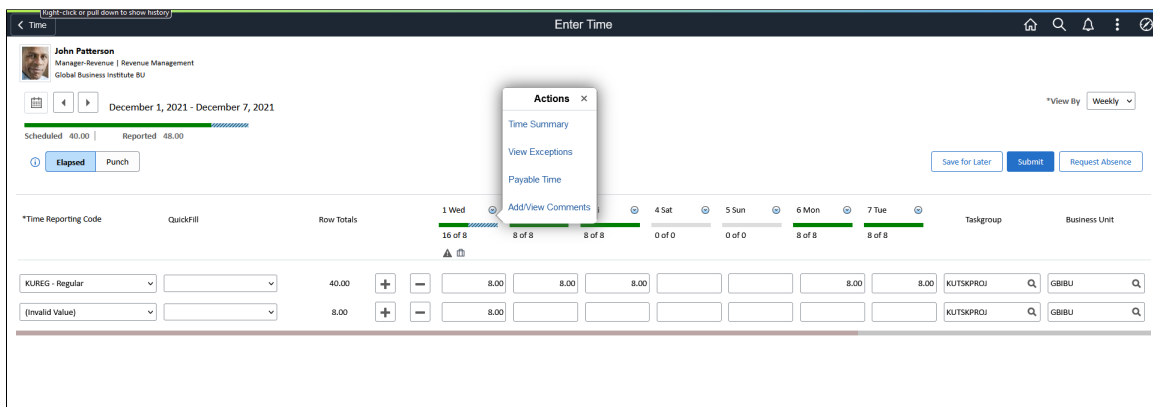 Right-click or pull down to show history
Time
Enter Time
John Patterson
Manager-Revenue | Revenue Management
Global Business Institute BU
December 1, 2021 - December 7, 2021
*View By Weekly
Scheduled 40.00 | Reported 48.00
Elapsed Punch
Save for Later Submit Request Absence
Actions ×
Time Summary
View Exceptions
Payable Time
Add/View Comments
*Time Reporting Code QuickFill Row Totals 1 Wed 4 Sat 5 Sun 6 Mon 7 Tue Taskgroup Business Unit
16 of 8 8 of 8 8 of 8 0 of 0 0 of 0 8 of 8 8 of 8
KUREG - Regular 40.00 + − 8.00 8.00 8.00 8.00 8.00 KUTSKPROJ GBIBU
(Invalid Value) 8.00 + − 8.00 KUTSKPROJ GBIBU